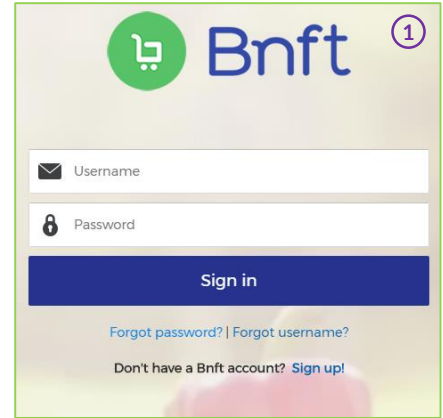 Bnft
1
Username
Password
Sign in
Forgot password? | Forgot username?
Don't have a Bnft account? Sign up!